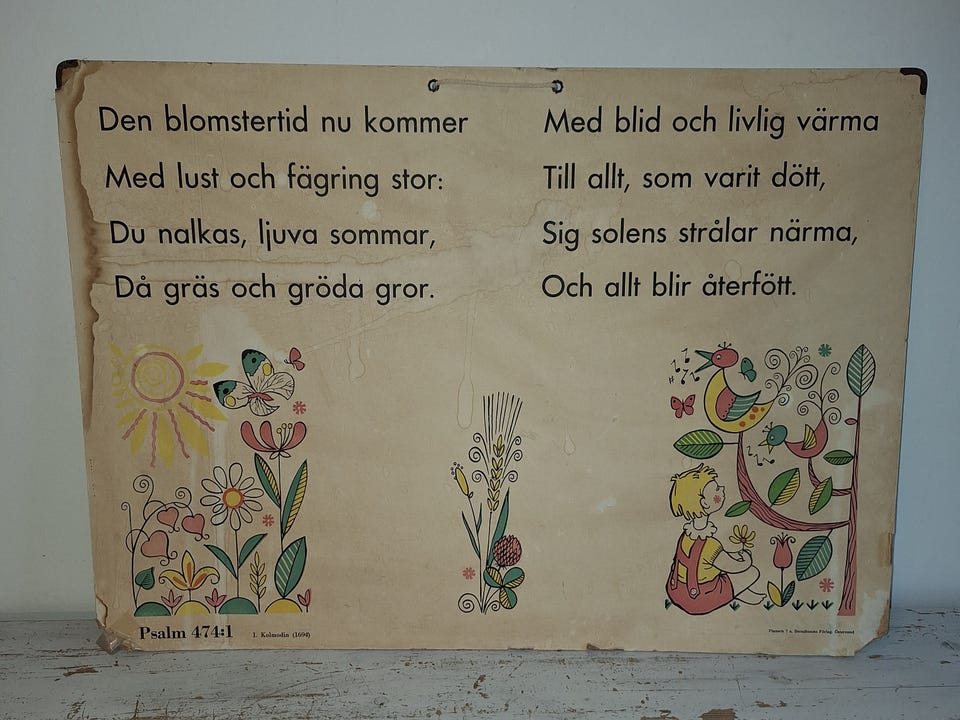 Den blomstertid nu kommer
Med lust och fägring stor:
Du nalkas, ljuva sommar,
Då gräs och gröda gror.
Med blid och livlig värma
Till allt, som varit dött,
Sig solens strålar närma,
Och allt blir återfött.
Psalm 474:1
I. Kolmodin (1694)
Förlag, Östersund